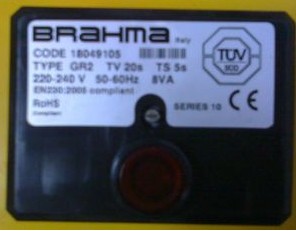 BRAHMA Italy
CODE 18049105
TYPE GR2 TV 20s TS 5s
220-240 V 50-60Hz 8VA
EN230:2005 compliant
RoHS
compliant
SERIES 10 CE
TÜV